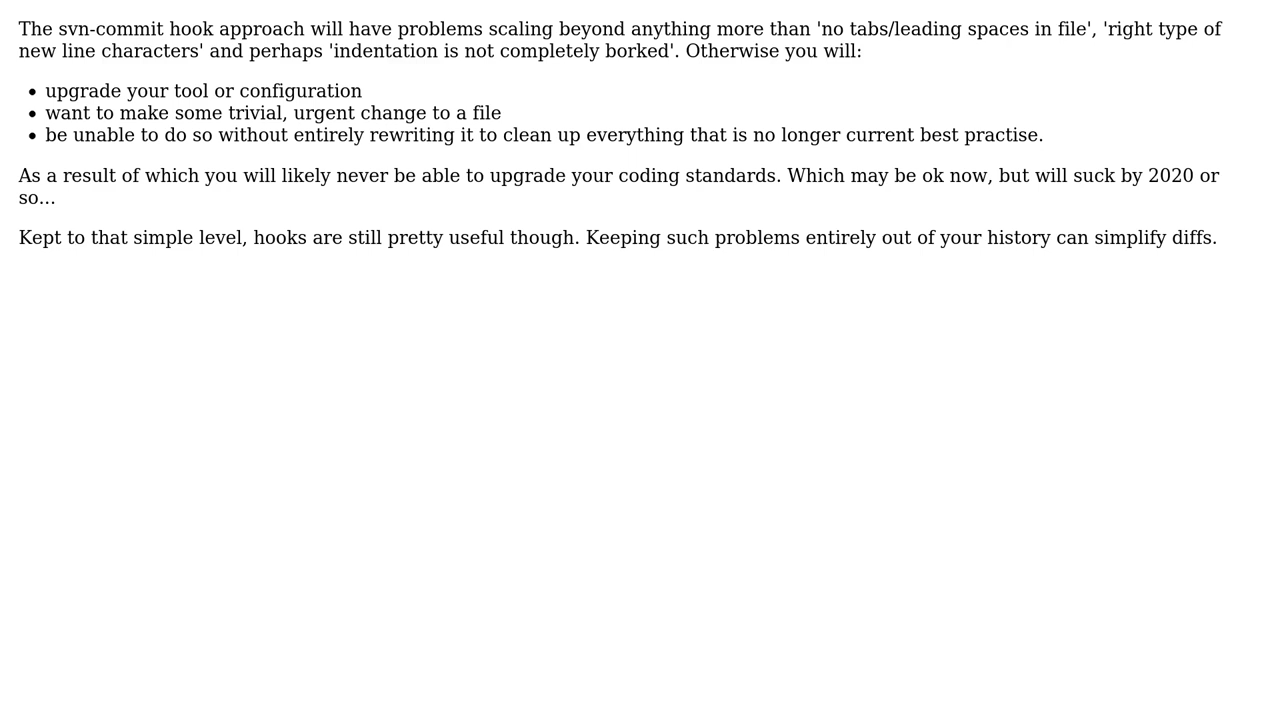 The svn-commit hook approach will have problems scaling beyond anything more than 'no tabs/leading spaces in file', 'right type of
new line characters' and perhaps 'indentation is not completely borked'. Otherwise you will:
• upgrade your tool or configuration
• want to make some trivial, urgent change to a file
• be unable to do so without entirely rewriting it to clean up everything that is no longer current best practise.
As a result of which you will likely never be able to upgrade your coding standards. Which may be ok now, but will suck by 2020 or
so...
Kept to that simple level, hooks are still pretty useful though. Keeping such problems entirely out of your history can simplify diffs.